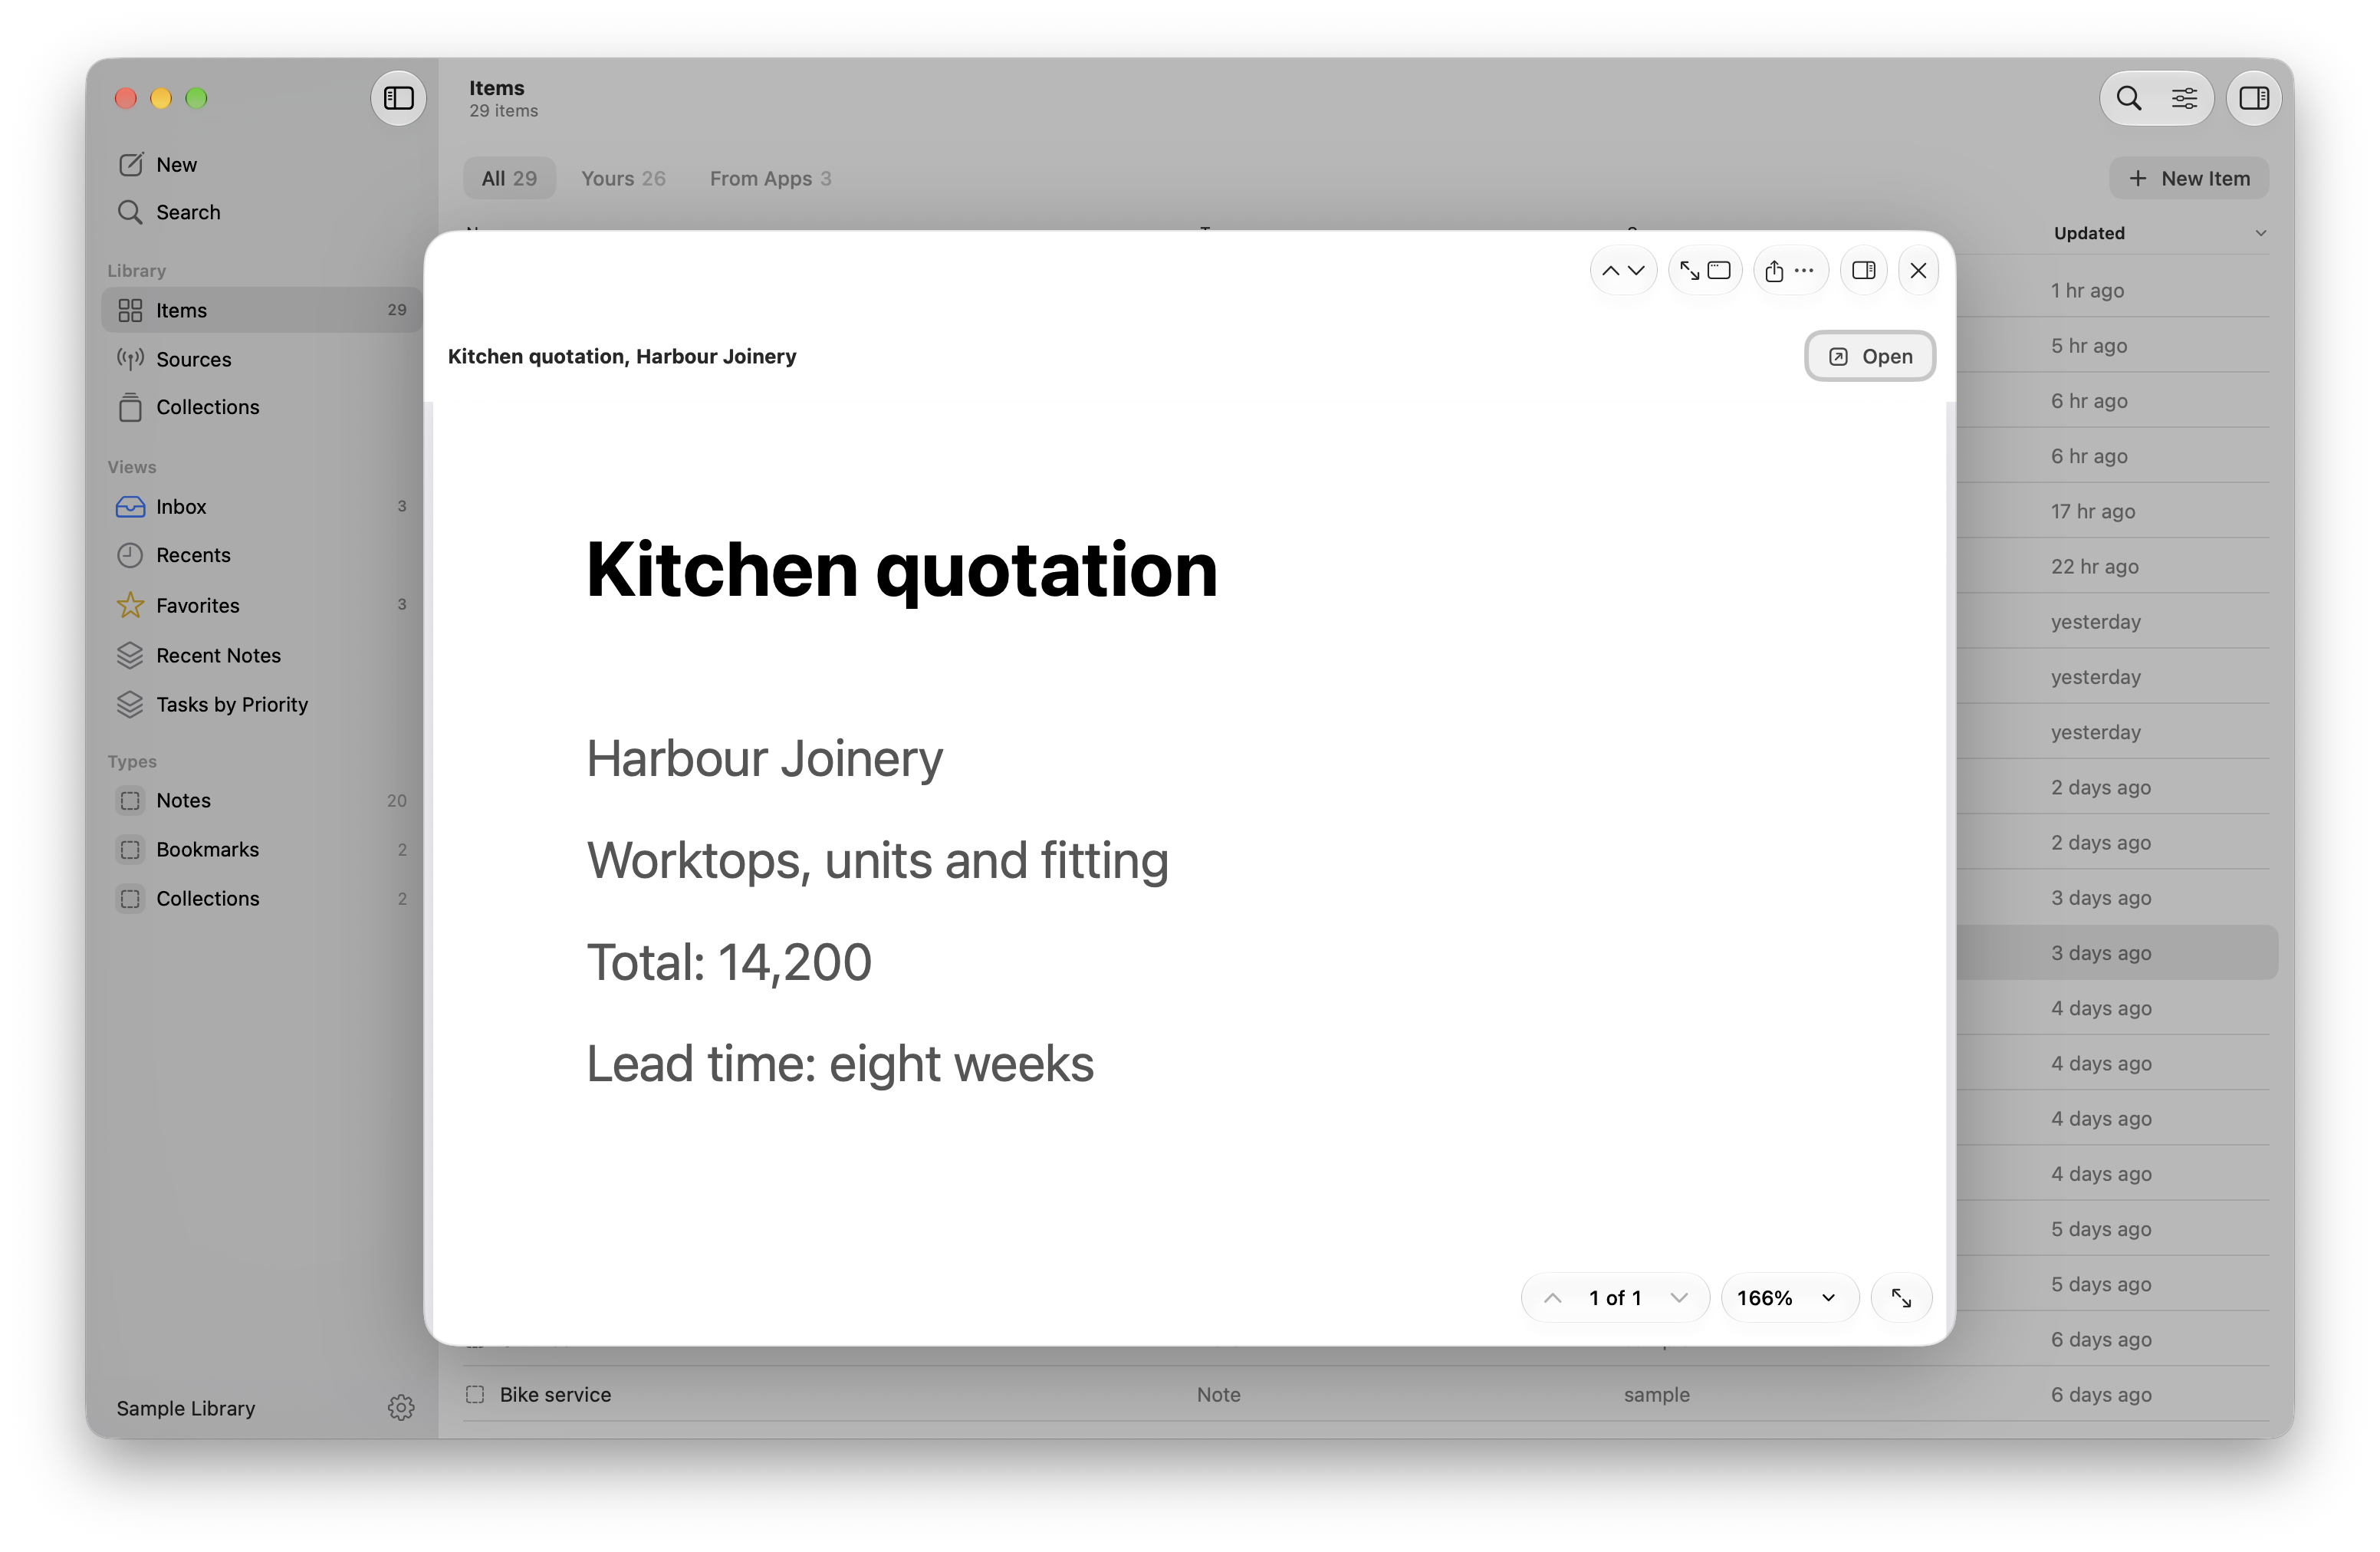 Items
29 items
New
Search
All 29
Yours 26
From Apps 3
New Item
Library
Items 29
Sources
Collections
Views
Inbox 3
Recents
Favorites 3
Recent Notes
Tasks by Priority
Types
Notes 20
Bookmarks 2
Collections 2
Sample Library
Updated
Kitchen quotation, Harbour Joinery
Open
Kitchen quotation
Harbour Joinery
Worktops, units and fitting
Total: 14,200
Lead time: eight weeks
1 of 1
166%
1 hr ago
5 hr ago
6 hr ago
6 hr ago
17 hr ago
22 hr ago
yesterday
yesterday
yesterday
2 days ago
2 days ago
3 days ago
3 days ago
4 days ago
4 days ago
4 days ago
4 days ago
5 days ago
5 days ago
6 days ago
Bike service Note sample 6 days ago